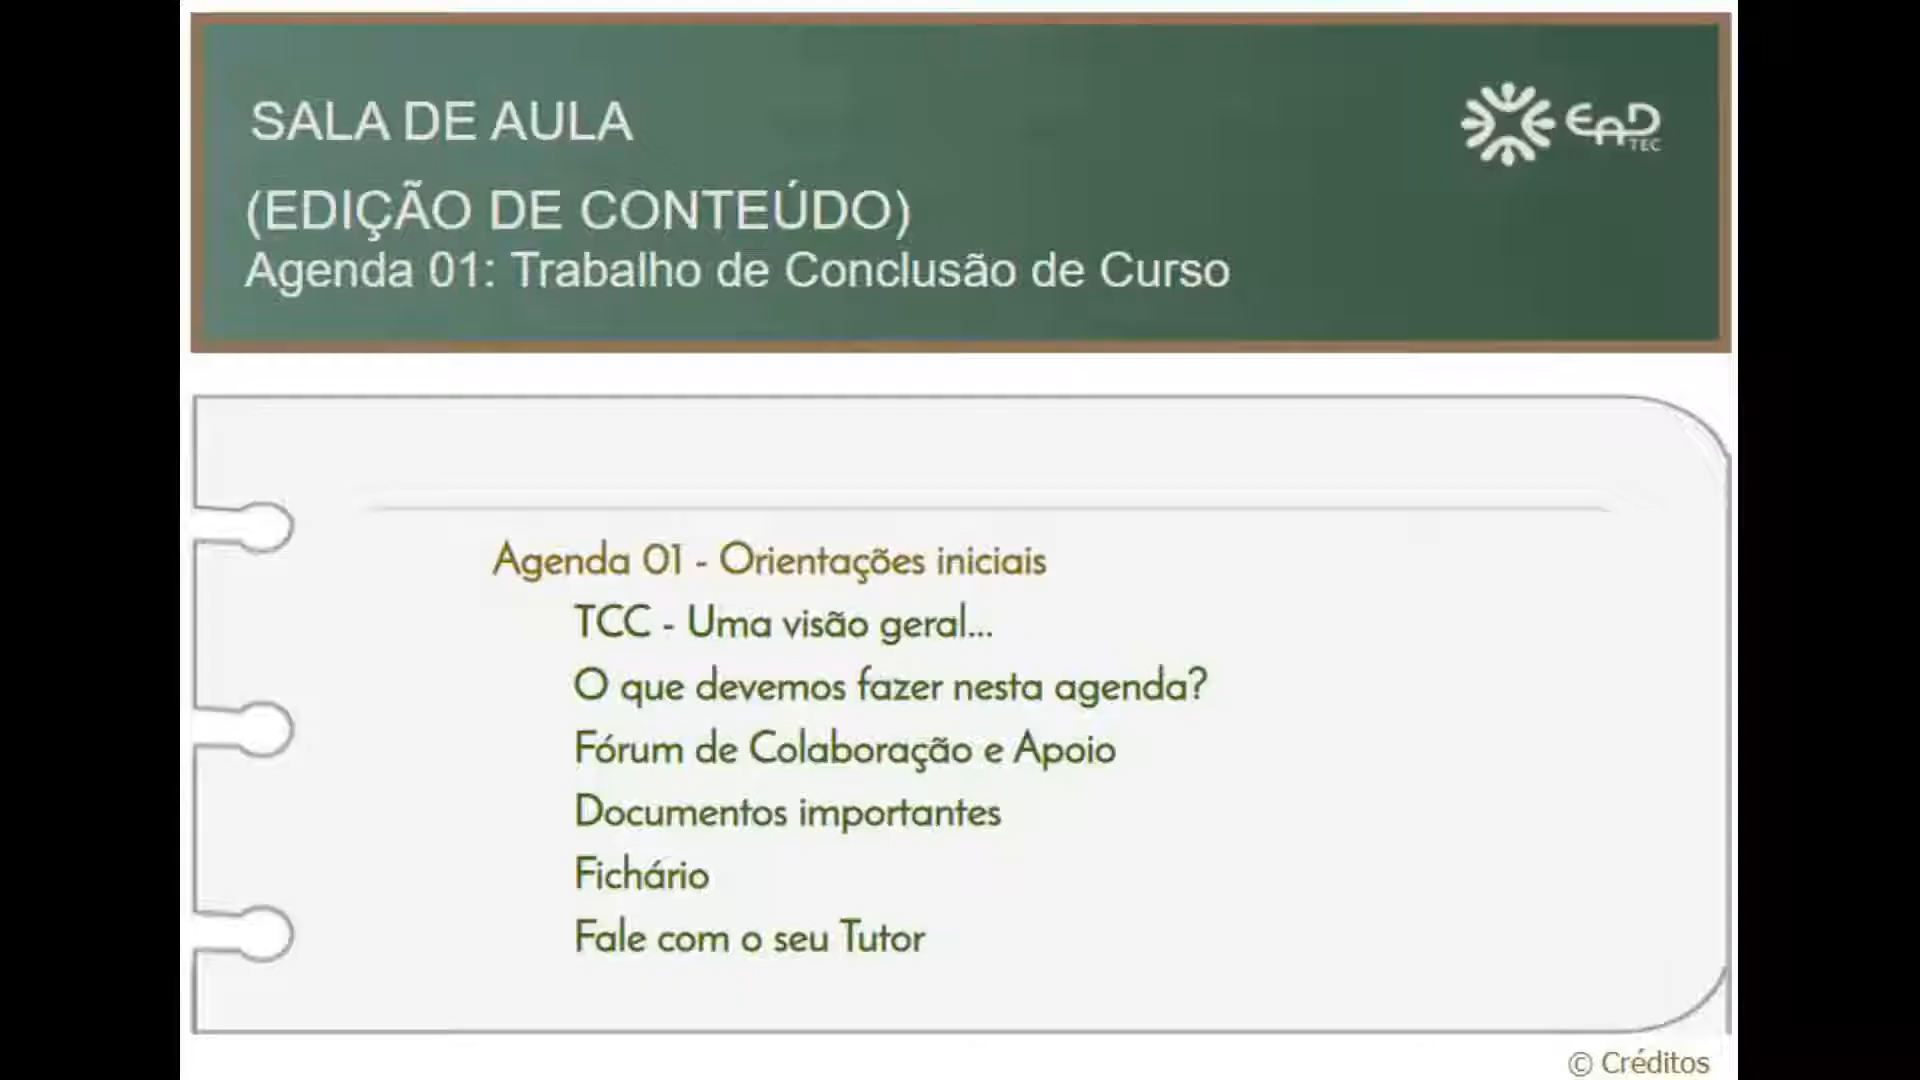 SALA DE AULA
EAD
TEC
(EDIÇÃO DE CONTEÚDO)
Agenda 01: Trabalho de Conclusão de Curso
Agenda 01 - Orientações iniciais
TCC - Uma visão geral...
O que devemos fazer nesta agenda?
Fórum de Colaboração e Apoio
Documentos importantes
Fichário
Fale com o seu Tutor
© Créditos